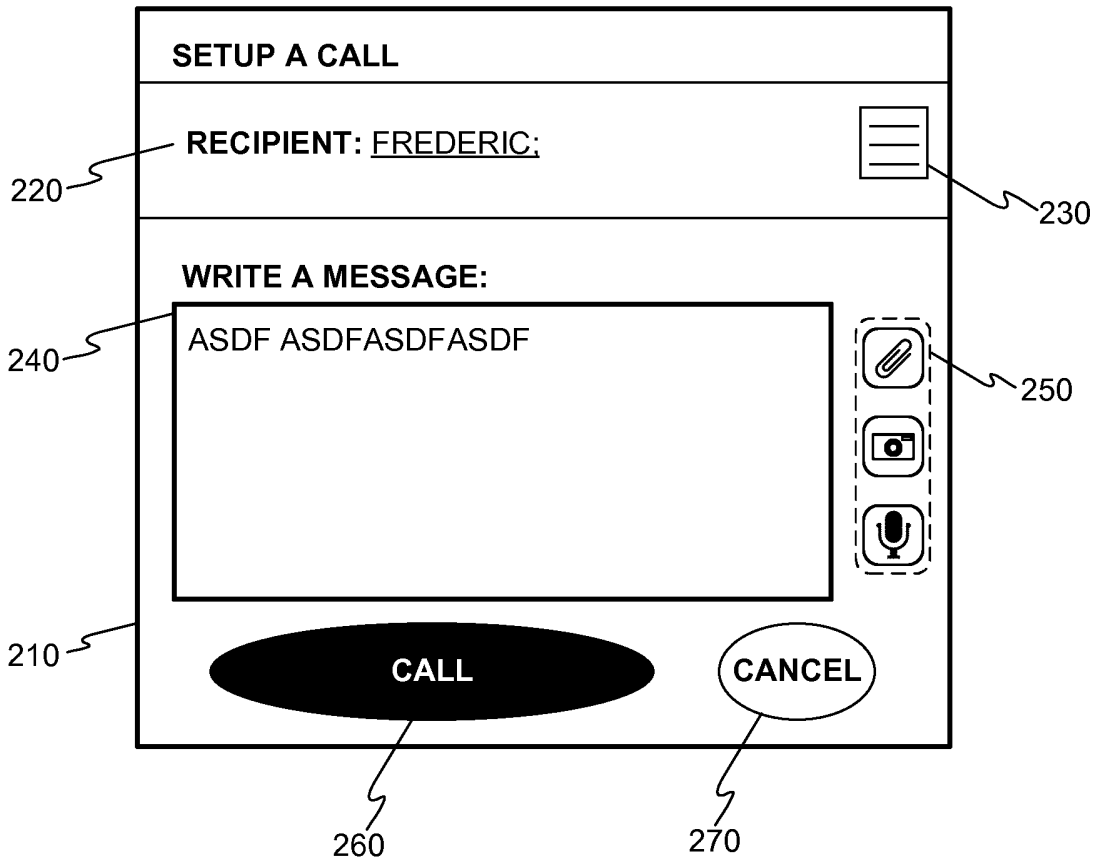 SETUP A CALL
RECIPIENT: FREDERIC;
220
230
WRITE A MESSAGE:
240
ASDF ASDFASDFASDF
250
210
CALL
CANCEL
260
270